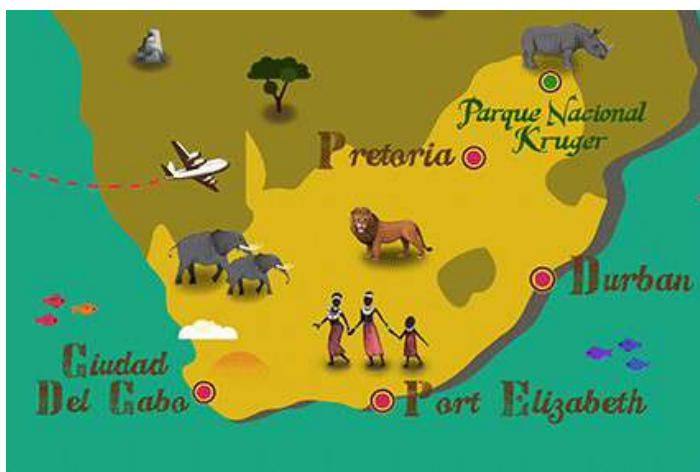 Parque Nacional
Kruger
Pretoria
Durban
Ciudad
Del Cabo
Port Elizabeth